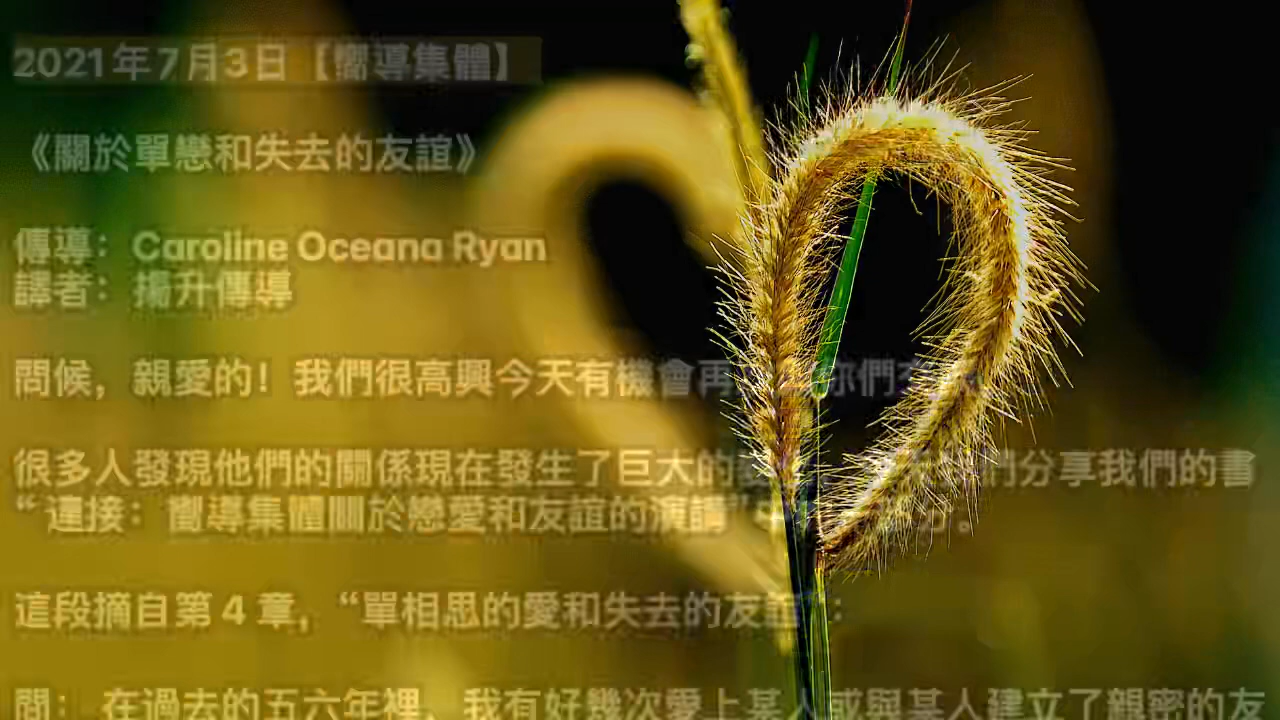 2021年7月3日【嚮導集體】
《關於單戀和失去的友誼》
傳導：Caroline Oceana Ryan
譯者：揚升傳導
問候，親愛的！我們很高興今天有機會再 你們
很多人發現他們的關係現在發生了巨大的 們分享我們的書
“連接：嚮導集體關於戀愛和友誼的演講” 。
這段摘自第 4 章，“單相思的愛和失去的友誼”：
問： 在過去的五六年裡，我有好幾次愛上某人或與某人建立了親密的友